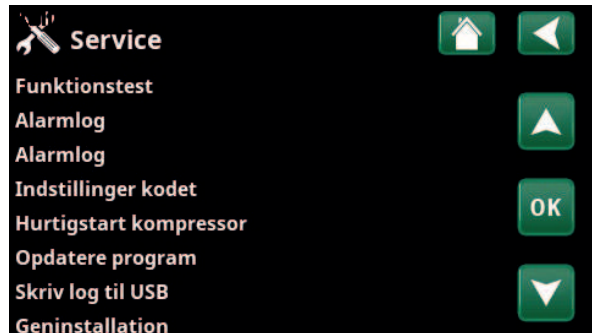 Service
Funktionstest
Alarmlog
Alarmlog
Indstillinger kodet
Hurtigstart kompressor
OK
Opdatere program
Skriv log til USB
Geninstallation